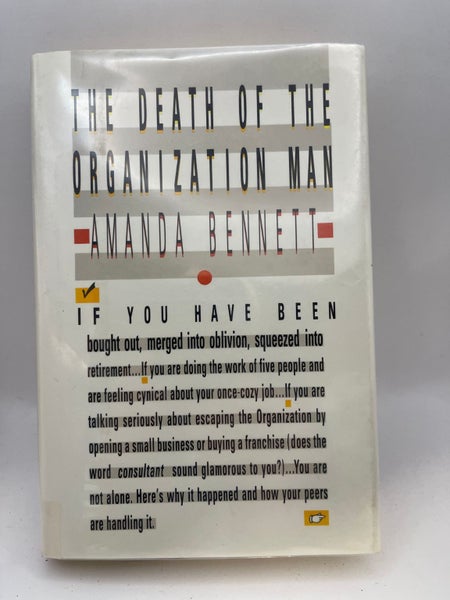 THE DEATH OF THE
ORGANIZATION MAN
AMANDA BENNETT
IF YOU HAVE BEEN
bought out, merged into oblivion, squeezed into
retirement...If you are doing the work of five people and
are feeling cynical about your once-cozy job...If you are
talking seriously about escaping the Organization by
opening a small business or buying a franchise (does the
word consultant sound glamorous to you?)...You are
not alone. Here's why it happened and how your peers
are handling it.